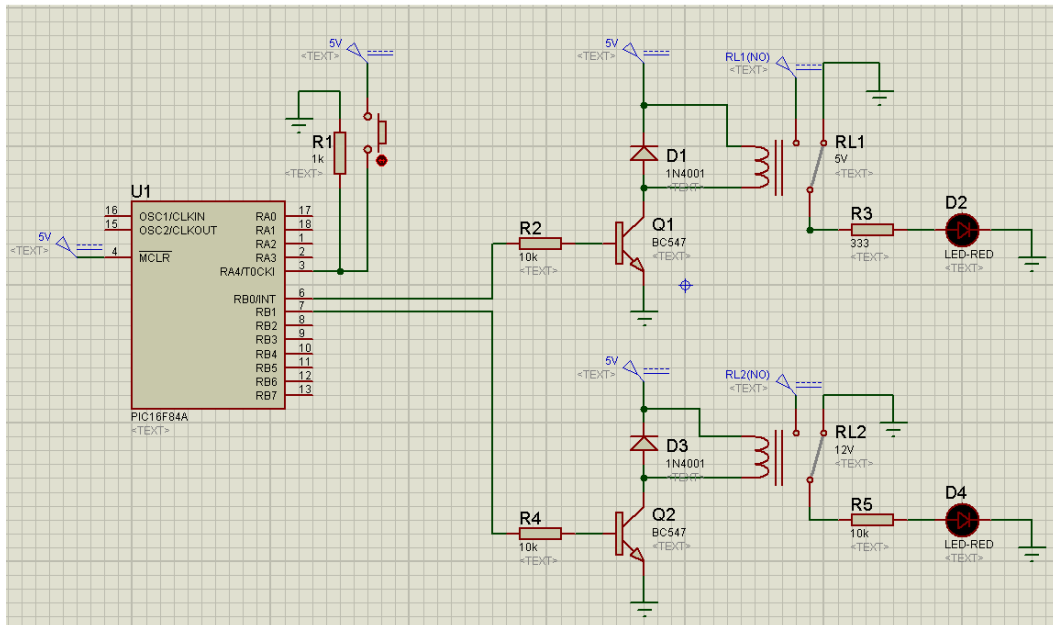 5V
<TEXT>
R1
1k
<TEXT>
U1
16 OSC1/CLKIN RA0 17
15 OSC2/CLKOUT RA1 18
RA2 1
5V
<TEXT>
4 MCLR RA3 2
RA4/T0CKI 3
RB0/INT 6
RB1 7
RB2 8
RB3 9
RB4 10
RB5 11
RB6 12
RB7 13
PIC16F84A
<TEXT>
5V
<TEXT>
RL1(NO)
<TEXT>
D1
1N4001
<TEXT>
RL1
5V
<TEXT>
R2
10k
<TEXT>
Q1
BC547
<TEXT>
R3
333
<TEXT>
D2
LED-RED
<TEXT>
5V
<TEXT>
RL2(NO)
<TEXT>
D3
1N4001
<TEXT>
RL2
12V
<TEXT>
R4
10k
<TEXT>
Q2
BC547
<TEXT>
R5
10k
<TEXT>
D4
LED-RED
<TEXT>